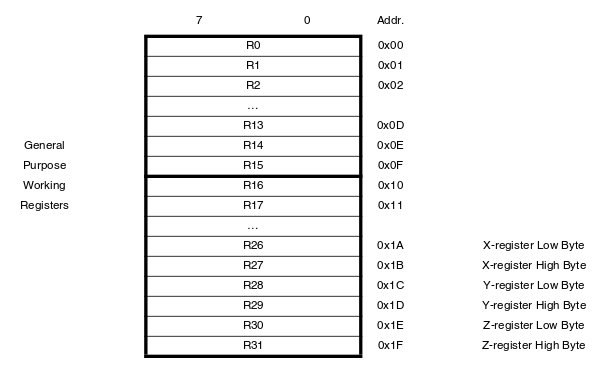 7 0 Addr.
R0 0x00
R1 0x01
R2 0x02
...
R13 0x0D
General R14 0x0E
Purpose R15 0x0F
Working R16 0x10
Registers R17 0x11
...
R26 0x1A X-register Low Byte
R27 0x1B X-register High Byte
R28 0x1C Y-register Low Byte
R29 0x1D Y-register High Byte
R30 0x1E Z-register Low Byte
R31 0x1F Z-register High Byte